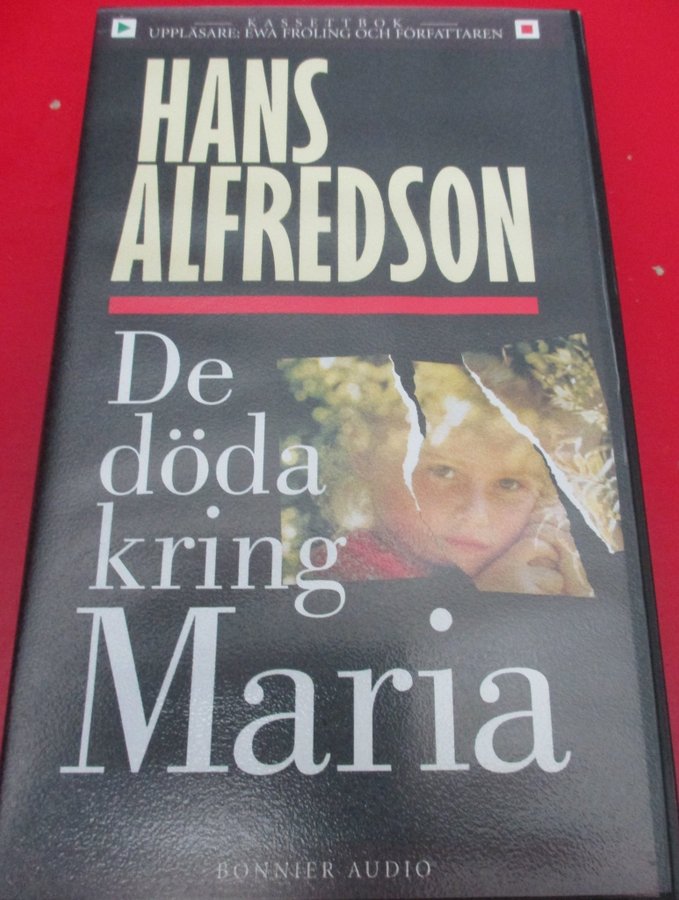 KASSETTBOK
UPPLÄSARE: EWA FRÖLING OCH FÖRFATTAREN
HANS
ALFREDSON
De
döda
kring
Maria
BONNIER AUDIO